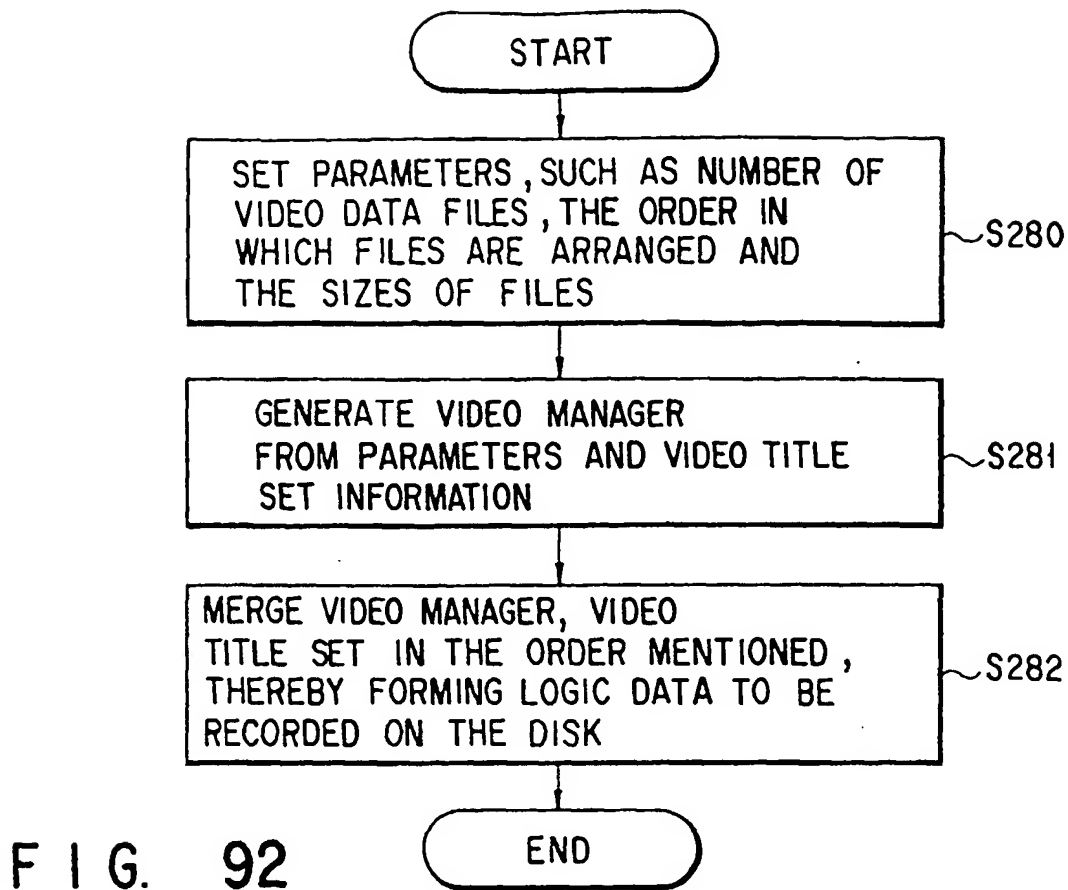 START
SET PARAMETERS, SUCH AS NUMBER OF
VIDEO DATA FILES, THE ORDER IN
WHICH FILES ARE ARRANGED AND
THE SIZES OF FILES
S280
GENERATE VIDEO MANAGER
FROM PARAMETERS AND VIDEO TITLE
SET INFORMATION
S281
MERGE VIDEO MANAGER, VIDEO
TITLE SET IN THE ORDER MENTIONED,
THEREBY FORMING LOGIC DATA TO BE
RECORDED ON THE DISK
S282
END
FIG. 92